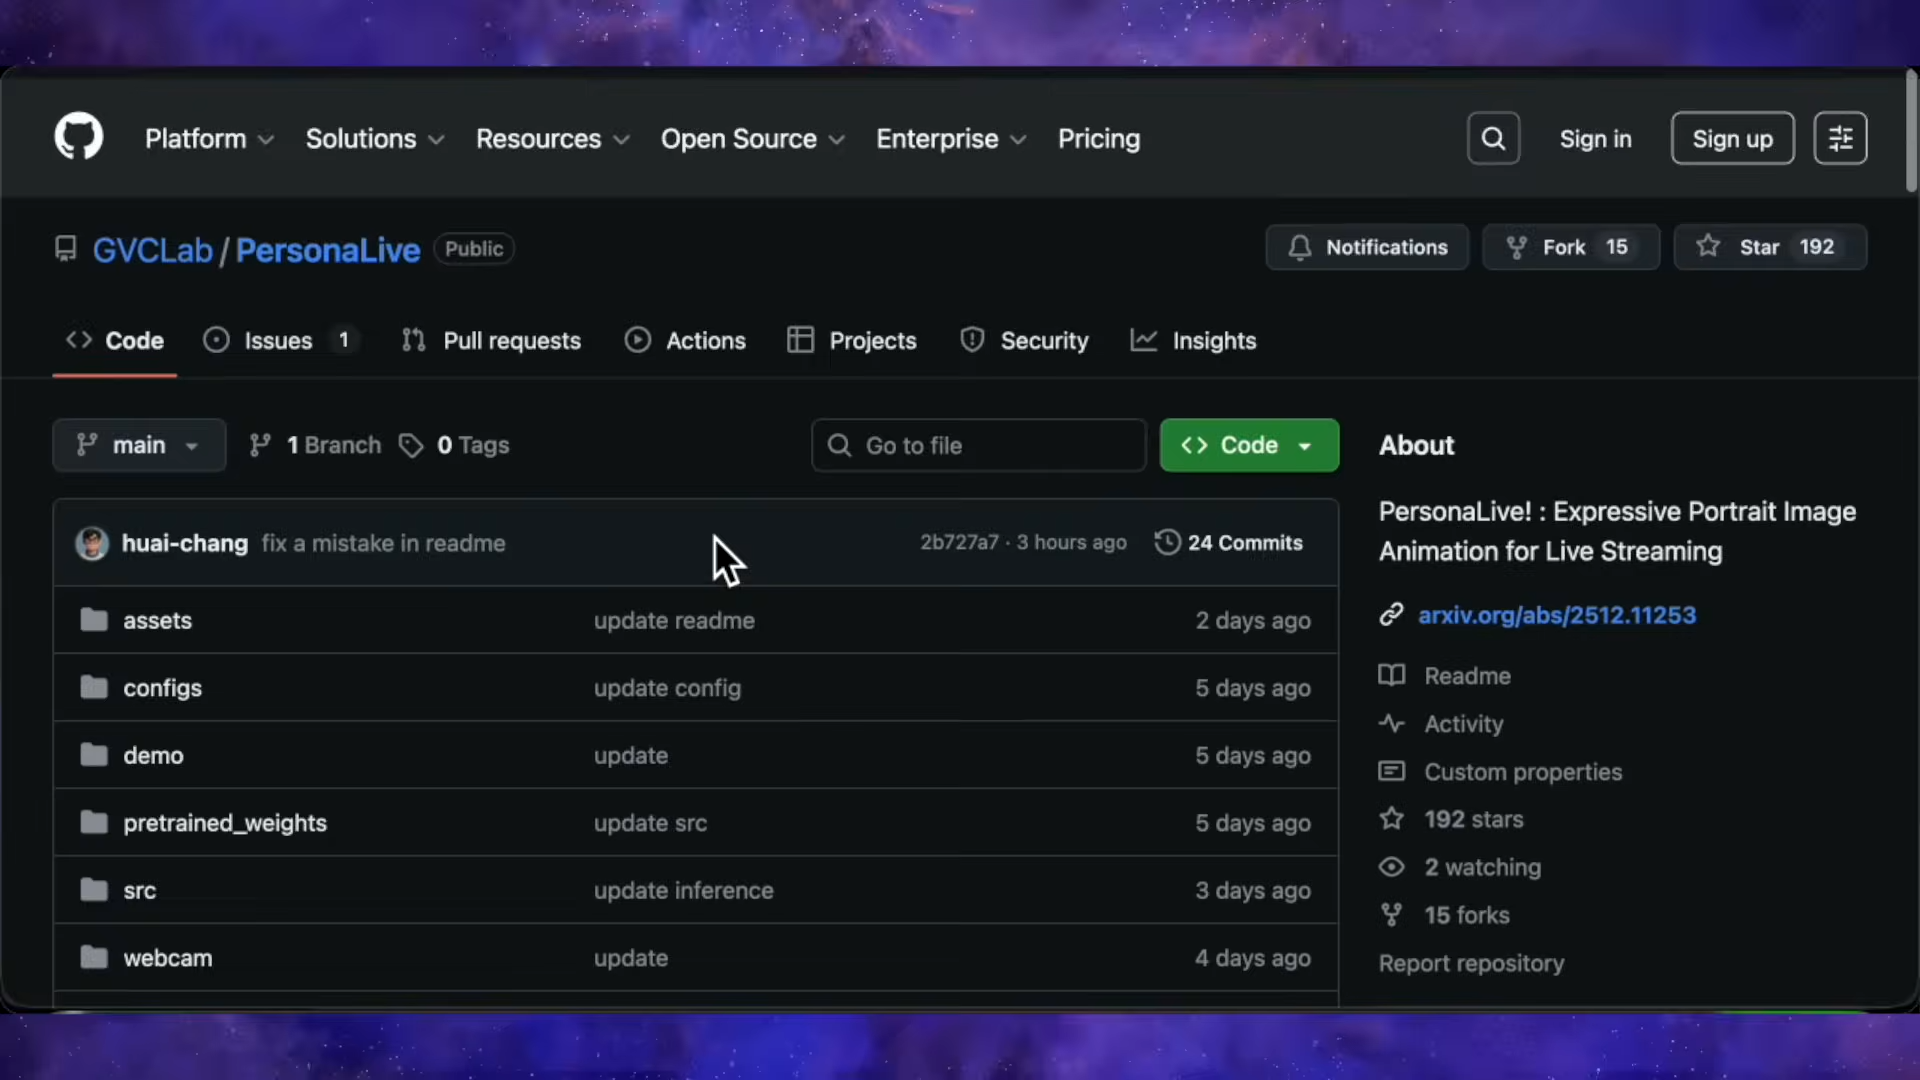 Platform Solutions Resources Open Source Enterprise Pricing Sign in Sign up
GVCLab / PersonaLive Public Notifications Fork 15 Star 192
Code Issues 1 Pull requests Actions Projects Security Insights
main 1 Branch 0 Tags Go to file Code
huai-chang fix a mistake in readme 2b727a7 · 3 hours ago 24 Commits
assets update readme 2 days ago
configs update config 5 days ago
demo update 5 days ago
pretrained_weights update src 5 days ago
src update inference 3 days ago
webcam update 4 days ago
About
PersonaLive! : Expressive Portrait Image
Animation for Live Streaming
arxiv.org/abs/2512.11253
Readme
Activity
Custom properties
192 stars
2 watching
15 forks
Report repository